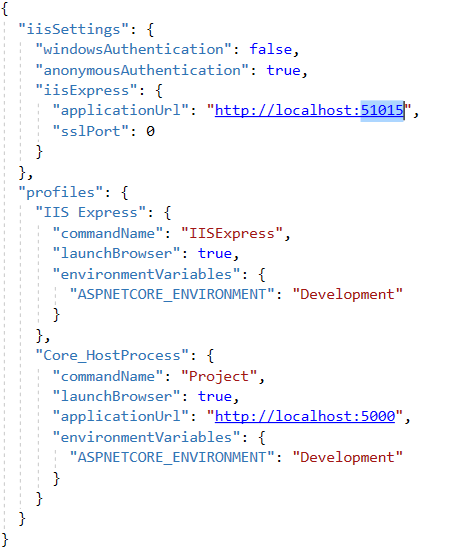 {
  "iisSettings": {
    "windowsAuthentication": false,
    "anonymousAuthentication": true,
    "iisExpress": {
      "applicationUrl": "http://localhost:51015",
      "sslPort": 0
    }
  },
  "profiles": {
    "IIS Express": {
      "commandName": "IISExpress",
      "launchBrowser": true,
      "environmentVariables": {
        "ASPNETCORE_ENVIRONMENT": "Development"
      }
    },
    "Core_HostProcess": {
      "commandName": "Project",
      "launchBrowser": true,
      "applicationUrl": "http://localhost:5000",
      "environmentVariables": {
        "ASPNETCORE_ENVIRONMENT": "Development"
      }
    }
  }
}